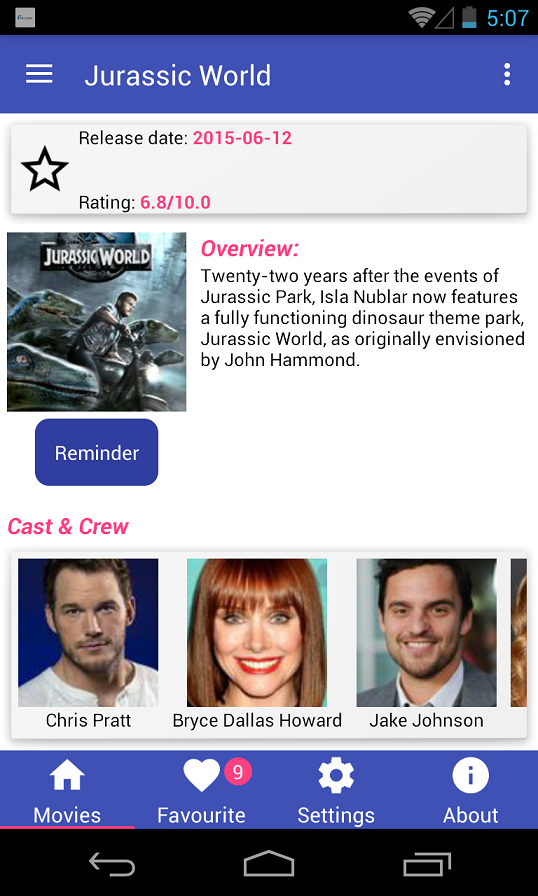 5:07
Jurassic World
Release date: 2015-06-12
Rating: 6.8/10.0
JURASSIC WORLD
Overview:
Twenty-two years after the events of
Jurassic Park, Isla Nublar now features
a fully functioning dinosaur theme park,
Jurassic World, as originally envisioned
by John Hammond.
Reminder
Cast & Crew
Chris Pratt
Bryce Dallas Howard
Jake Johnson
9
Movies
Favourite
Settings
About